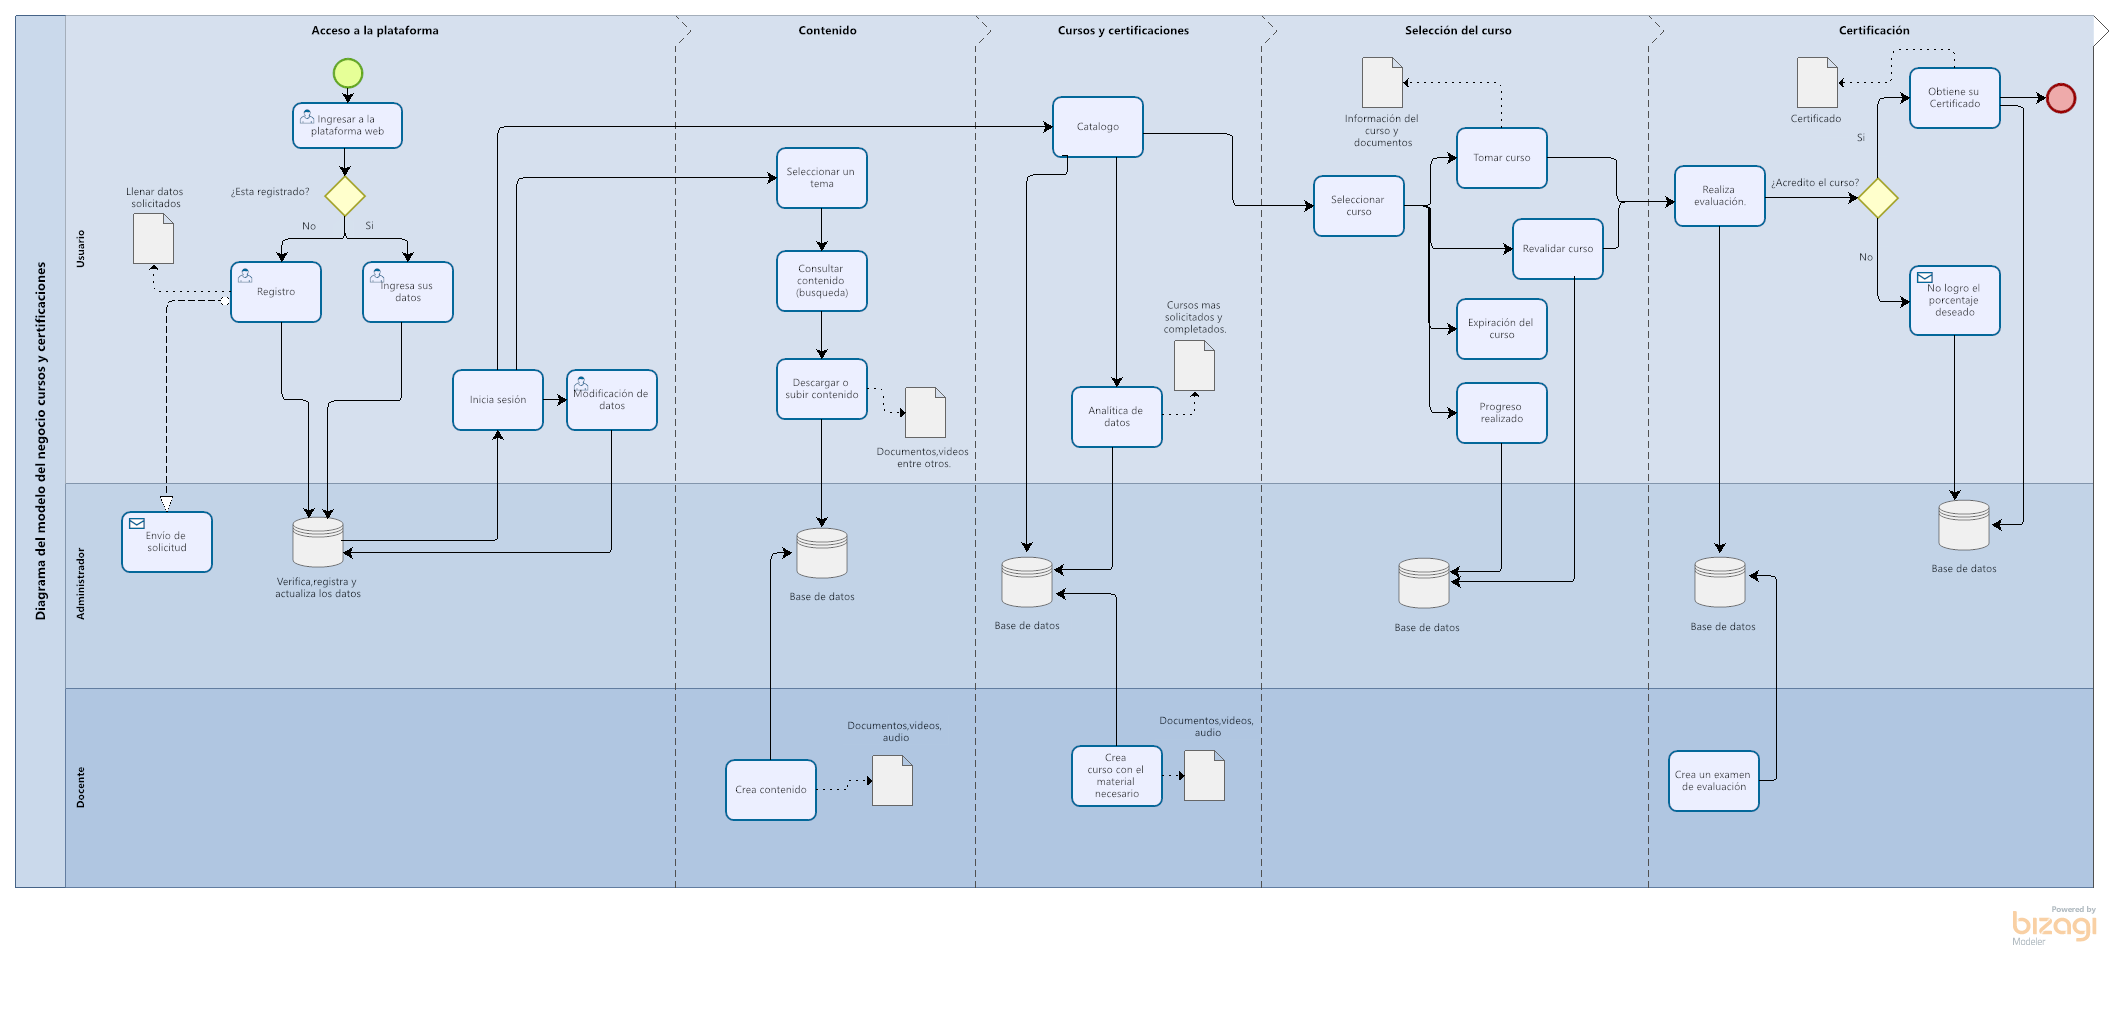 Diagrama del modelo del negocio cursos y certificaciones
Acceso a la plataforma
Contenido
Cursos y certificaciones
Selección del curso
Certificación
Usuario
Ingresar a la
plataforma web
¿Esta registrado?
Llenar datos
solicitados
No
Si
Registro
Ingresa sus
datos
Inicia sesión
Modificación de
datos
Seleccionar un
tema
Consultar
contenido
(busqueda)
Descargar o
subir contenido
Documentos,videos
entre otros.
Catalogo
Cursos mas
solicitados y
completados.
Analítica de
datos
Información del
curso y
documentos
Seleccionar
curso
Tomar curso
Revalidar curso
Expiración del
curso
Progreso
realizado
Realiza
evaluación.
¿Acredito el curso?
Si
No
Certificado
Obtiene su
Certificado
No logro el
porcentaje
deseado
Administrador
Envío de
solicitud
Verifica,registra y
actualiza los datos
Base de datos
Base de datos
Base de datos
Base de datos
Base de datos
Docente
Crea contenido
Documentos,videos,
audio
Crea
curso con el
material
necesario
Documentos,videos,
audio
Crea un examen
de evaluación
Powered by
bizagi
Modeler